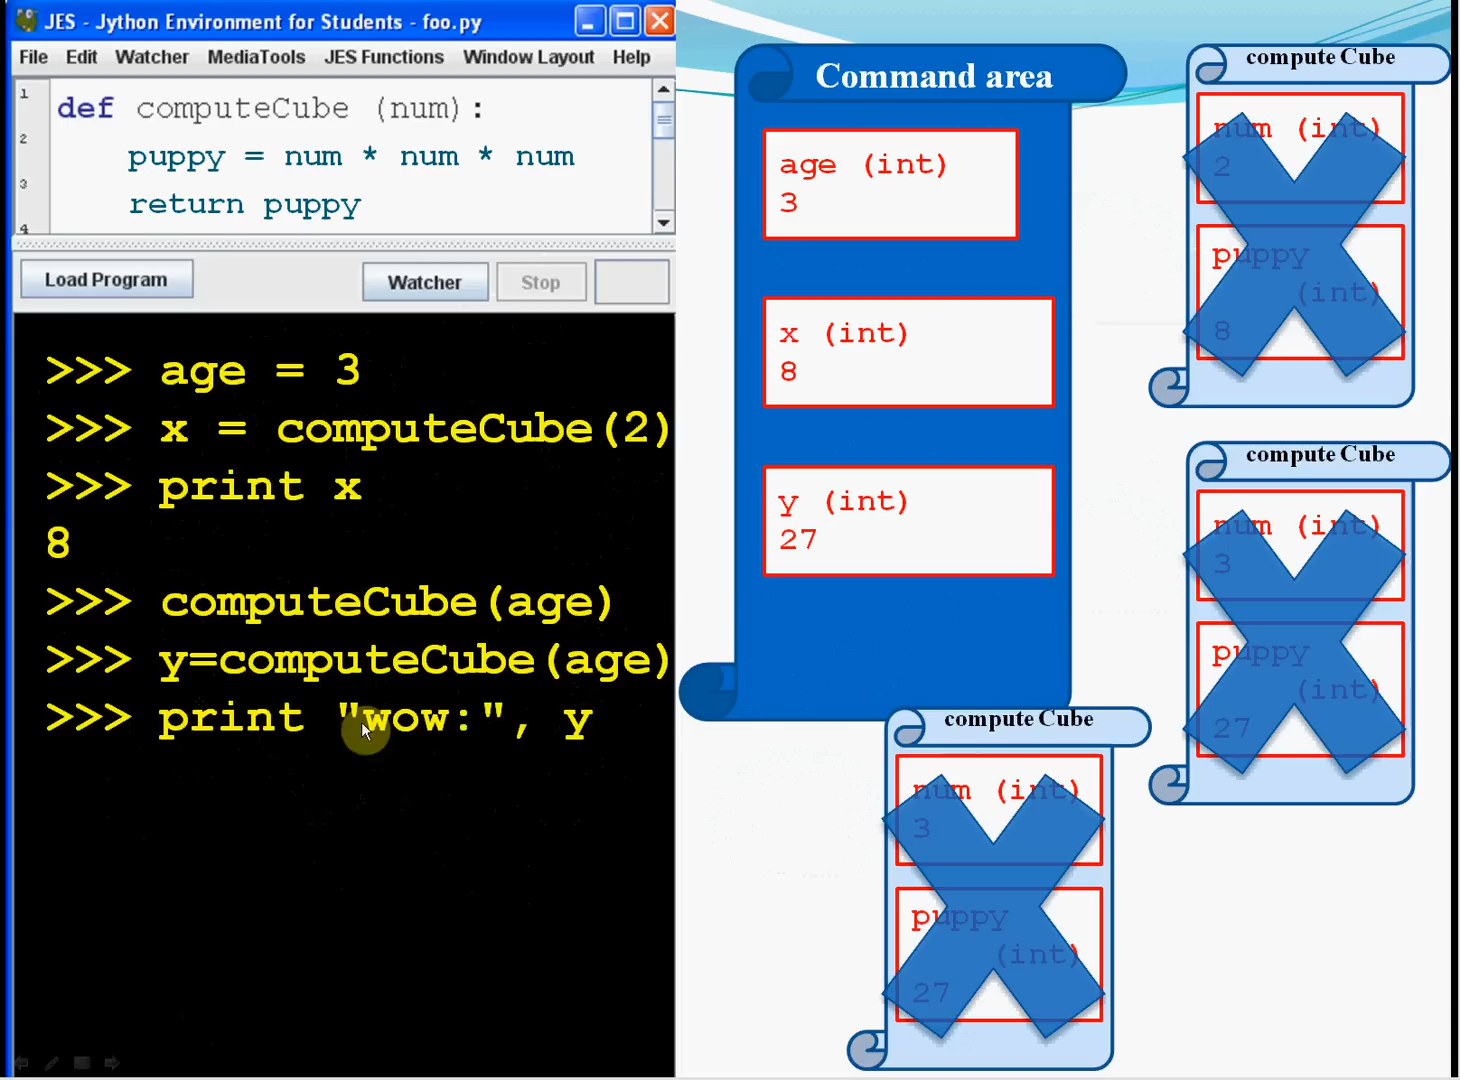 JES - Jython Environment for Students - foo.py
File Edit Watcher MediaTools JES Functions Window Layout Help
1 def computeCube (num):
2 puppy = num * num * num
3 return puppy
4
Load Program Watcher Stop
>>> age = 3
>>> x = computeCube(2)
>>> print x
8
>>> computeCube(age)
>>> y=computeCube(age)
>>> print "wow:", y
Command area
age (int)
3
x (int)
8
y (int)
27
compute Cube
num (int)
2
puppy
(int)
8
compute Cube
num (int)
3
puppy
(int)
27
compute Cube
num (int)
3
puppy
(int)
27